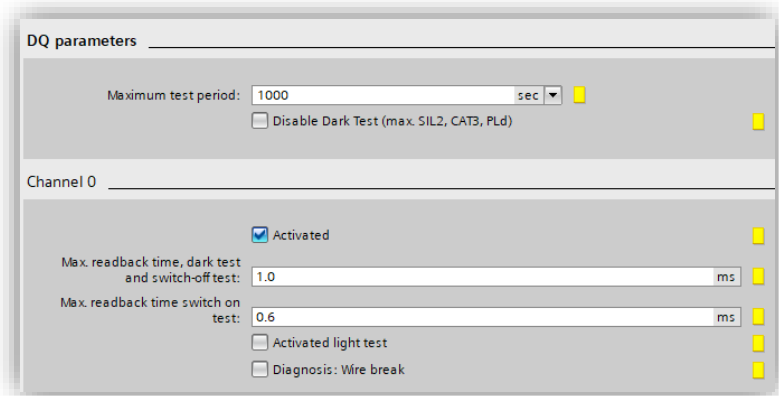 DQ parameters
Maximum test period: 1000 sec
Disable Dark Test (max. SIL2, CAT3, PLd)
Channel 0
Activated
Max. readback time, dark test
and switch-off test: 1.0 ms
Max. readback time switch on
test: 0.6 ms
Activated light test
Diagnosis: Wire break